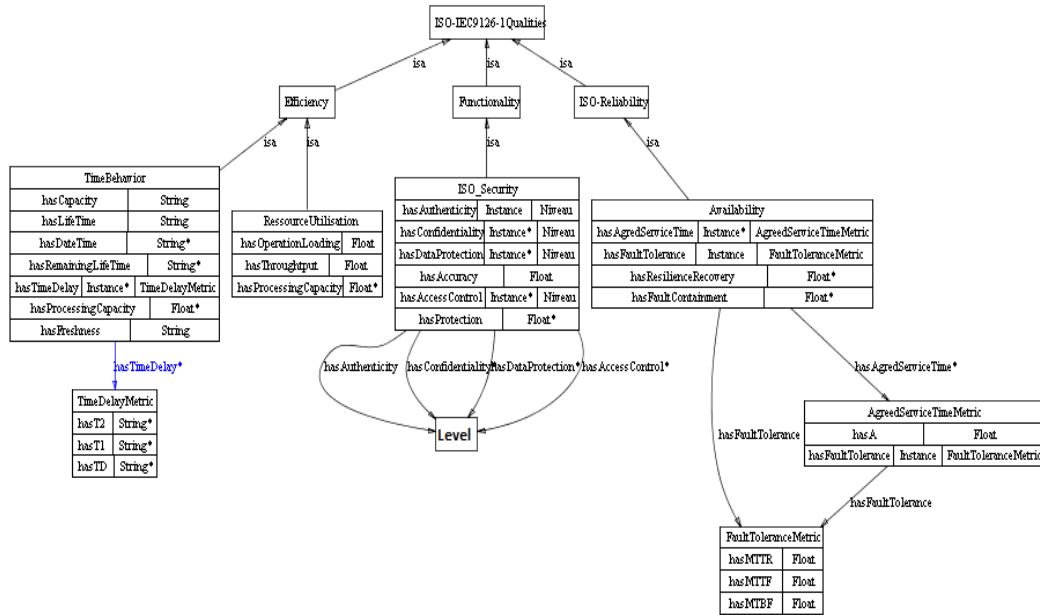 ISO-IEC9126-1Qualities
isa
isa
isa
Efficiency
Functionality
ISO-Reliability
isa
isa
isa
isa
TimeBehavior
hasCapacity String
hasLifeTime String
hasDateTime String*
hasRemainingLifeTime String*
hasTimeDelay Instance* TimeDelayMetric
hasProcessingCapacity Float*
hasFreshness String
RessourceUtilisation
hasOperationLoading Float
hasThroughtput Float
hasProcessingCapacity Float*
ISO_Security
hasAuthenticity Instance Niveau
hasConfidentiality Instance* Niveau
hasDataProtection Instance* Niveau
hasAccuracy Float
hasAccessControl Instance* Niveau
hasProtection Float*
Availability
hasAgredServiceTime Instance* AgreedServiceTimeMetric
hasFaultTolerance Instance FaultToleranceMetric
hasResilienceRecovery Float*
hasFaultContainment Float*
hasTimeDelay*
hasAuthenticity
hasConfidentiality*
hasDataProtection*
hasAccessControl*
hasAgredServiceTime*
TimeDelayMetric
hasT2 String*
hasT1 String*
hasTD String*
Level
hasFaultTolerance
AgreedServiceTimeMetric
hasA Float
hasFaultTolerance Instance FaultToleranceMetric
hasFaultTolerance
FaultToleranceMetric
hasMTTR Float
hasMTTF Float
hasMTBF Float